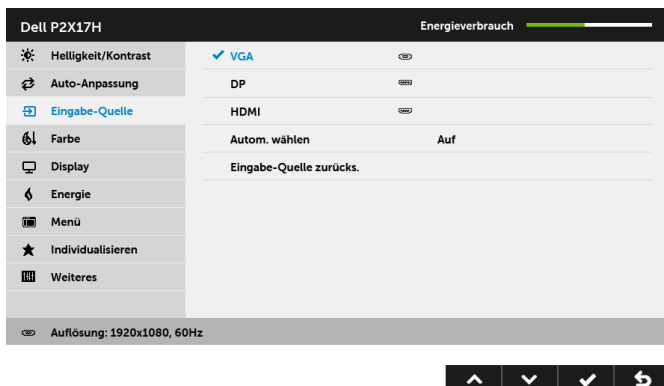 Dell P2X17H Energieverbrauch
Helligkeit/Kontrast VGA
Auto-Anpassung DP
Eingabe-Quelle HDMI
Farbe Autom. wählen Auf
Display Eingabe-Quelle zurücks.
Energie
Menü
Individualisieren
Weiteres
Auflösung: 1920x1080, 60Hz